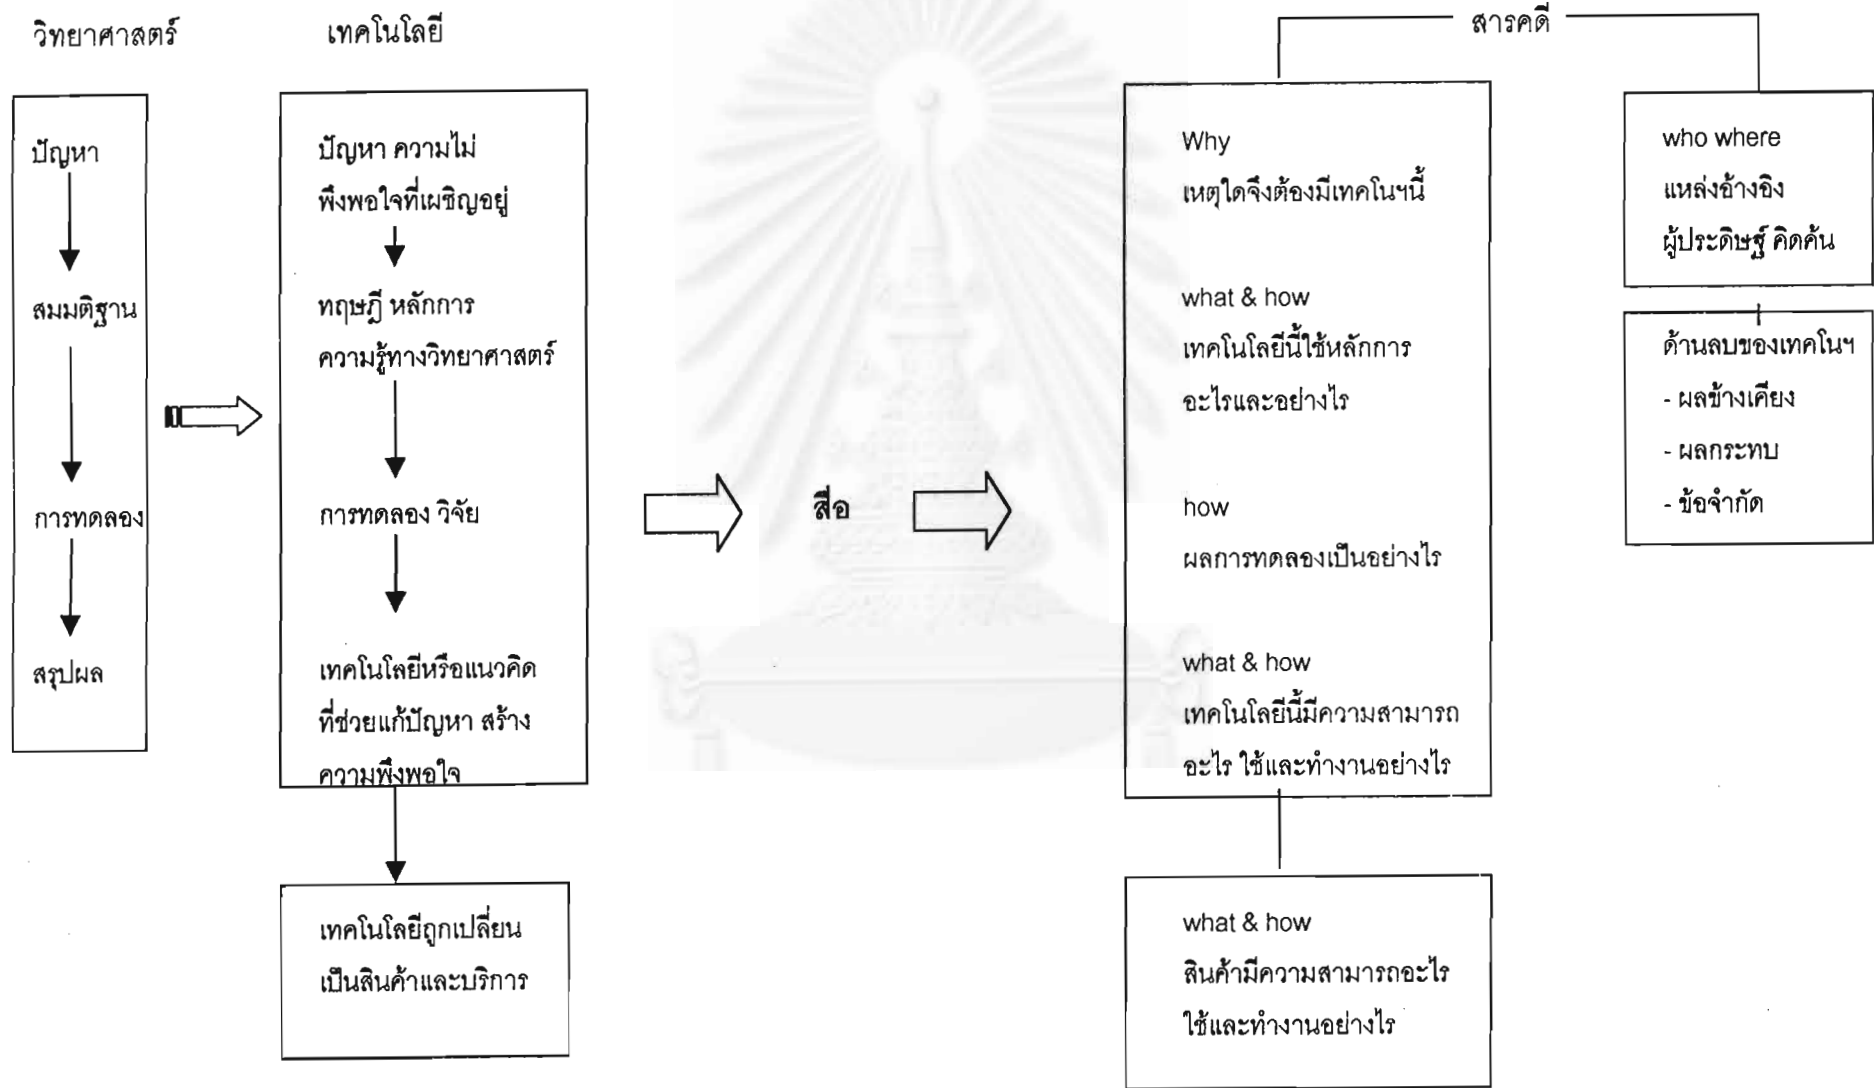 วิทยาศาสตร์
เทคโนโลยี
สารคดี
ปัญหา
สมมติฐาน
การทดลอง
สรุปผล
ปัญหา ความไม่
พึงพอใจที่เผชิญอยู่
ทฤษฎี หลักการ
ความรู้ทางวิทยาศาสตร์
การทดลอง วิจัย
เทคโนโลยีหรือแนวคิด
ที่ช่วยแก้ปัญหา สร้าง
ความพึงพอใจ
เทคโนโลยีถูกเปลี่ยน
เป็นสินค้าและบริการ
สื่อ
Why
เหตุใดจึงต้องมีเทคโนฯนี้
what & how
เทคโนโลยีนี้ใช้หลักการ
อะไรและอย่างไร
how
ผลการทดลองเป็นอย่างไร
what & how
เทคโนโลยีนี้มีความสามารถ
อะไร ใช้และทำงานอย่างไร
what & how
สินค้ามีความสามารถอะไร
ใช้และทำงานอย่างไร
who where
แหล่งอ้างอิง
ผู้ประดิษฐ์ คิดค้น
ด้านลบของเทคโนฯ
- ผลข้างเคียง
- ผลกระทบ
- ข้อจำกัด